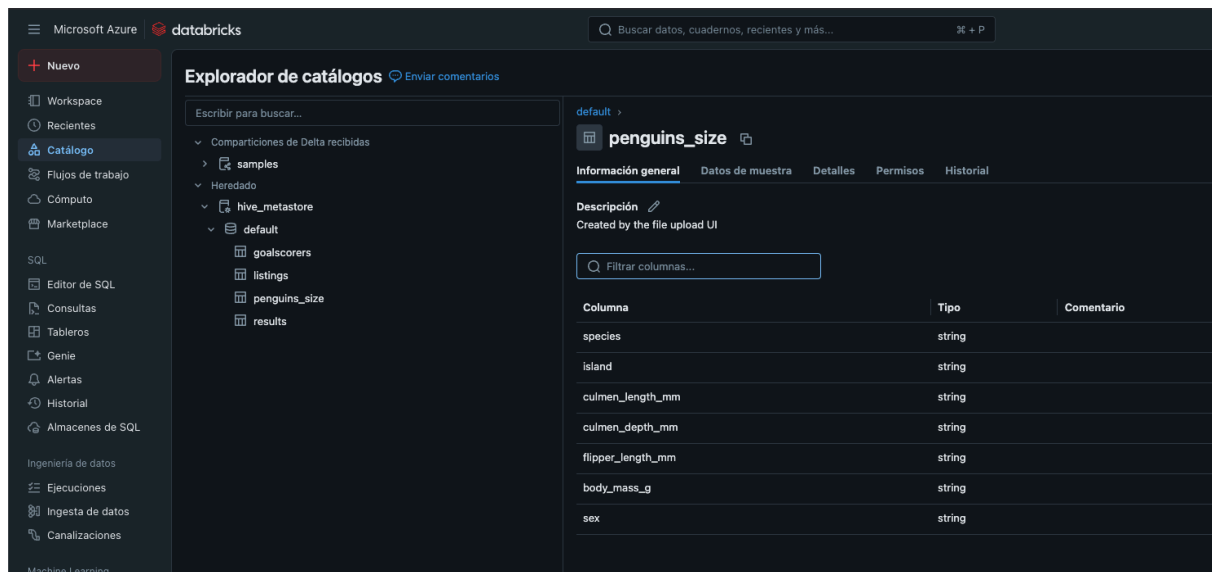 Microsoft Azure databricks Buscar datos, cuadernos, recientes y más... ⌘ + P
Nuevo
Workspace
Recientes
Catálogo
Flujos de trabajo
Cómputo
Marketplace
SQL
Editor de SQL
Consultas
Tableros
Genie
Alertas
Historial
Almacenes de SQL
Ingeniería de datos
Ejecuciones
Ingesta de datos
Canalizaciones
Machine Learning
Explorador de catálogos Enviar comentarios
Escribir para buscar...
Comparticiones de Delta recibidas
samples
Heredado
hive_metastore
default
goalscorers
listings
penguins_size
results
default ›
penguins_size
Información general Datos de muestra Detalles Permisos Historial
Descripción
Created by the file upload UI
Filtrar columnas...
Columna Tipo Comentario
species string
island string
culmen_length_mm string
culmen_depth_mm string
flipper_length_mm string
body_mass_g string
sex string